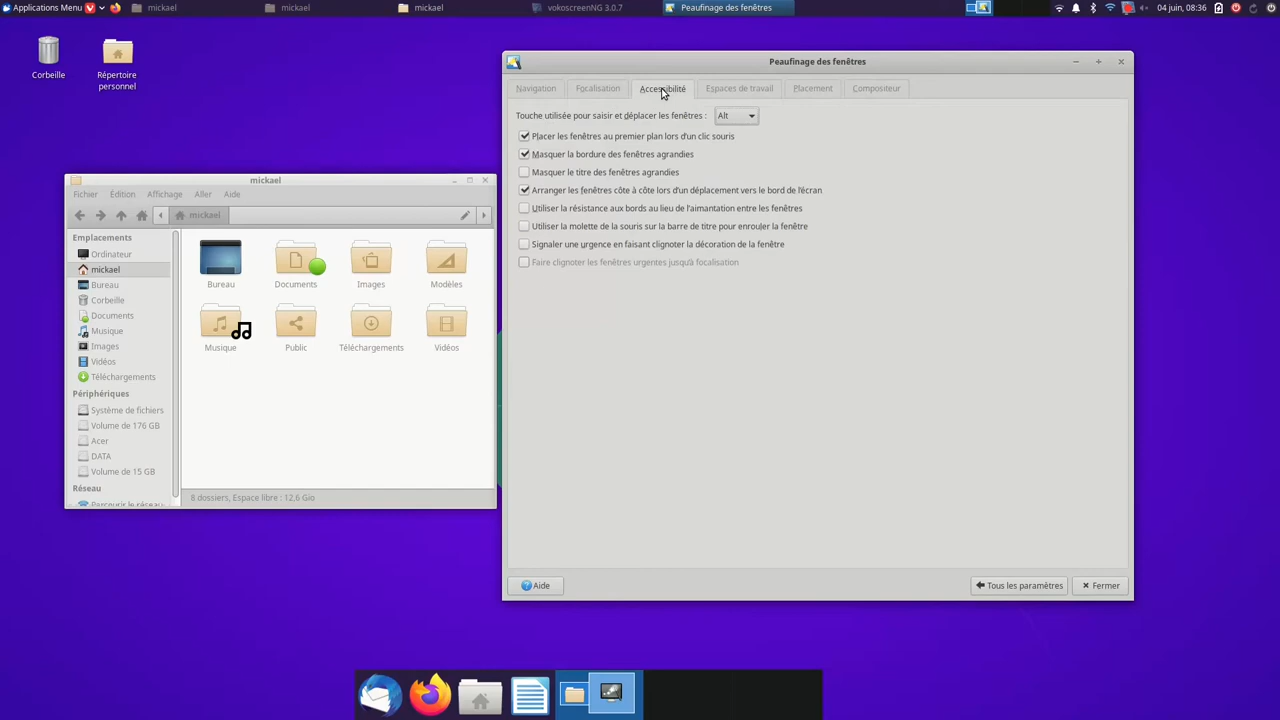 Applications Menu
mickael
mickael
mickael
vokoscreenNG 3.0.7
Peaufinage des fenêtres
04 juin, 08:36
Corbeille
Répertoire
personnel
Peaufinage des fenêtres
Navigation
Focalisation
Accessibilité
Espaces de travail
Placement
Compositeur
Touche utilisée pour saisir et déplacer les fenêtres :
Alt
Placer les fenêtres au premier plan lors d'un clic souris
Masquer la bordure des fenêtres agrandies
Masquer le titre des fenêtres agrandies
Arranger les fenêtres côte à côte lors d'un déplacement vers le bord de l'écran
Utiliser la résistance aux bords au lieu de l'aimantation entre les fenêtres
Utiliser la molette de la souris sur la barre de titre pour enrouler la fenêtre
Signaler une urgence en faisant clignoter la décoration de la fenêtre
Faire clignoter les fenêtres urgentes jusqu'à focalisation
Aide
Tous les paramètres
Fermer
mickael
Fichier
Édition
Affichage
Aller
Aide
mickael
Emplacements
Ordinateur
mickael
Bureau
Corbeille
Documents
Musique
Images
Vidéos
Téléchargements
Périphériques
Système de fichiers
Volume de 176 GB
Acer
DATA
Volume de 15 GB
Réseau
Parcourir le réseau
Bureau
Documents
Images
Modèles
Musique
Public
Téléchargements
Vidéos
8 dossiers, Espace libre : 12.6 Gio